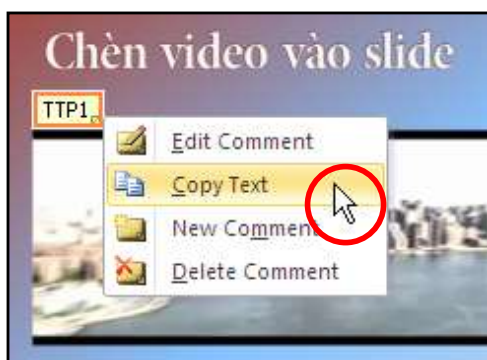 Chèn video vào slide
TTP1
Edit Comment
Copy Text
New Comment
Delete Comment